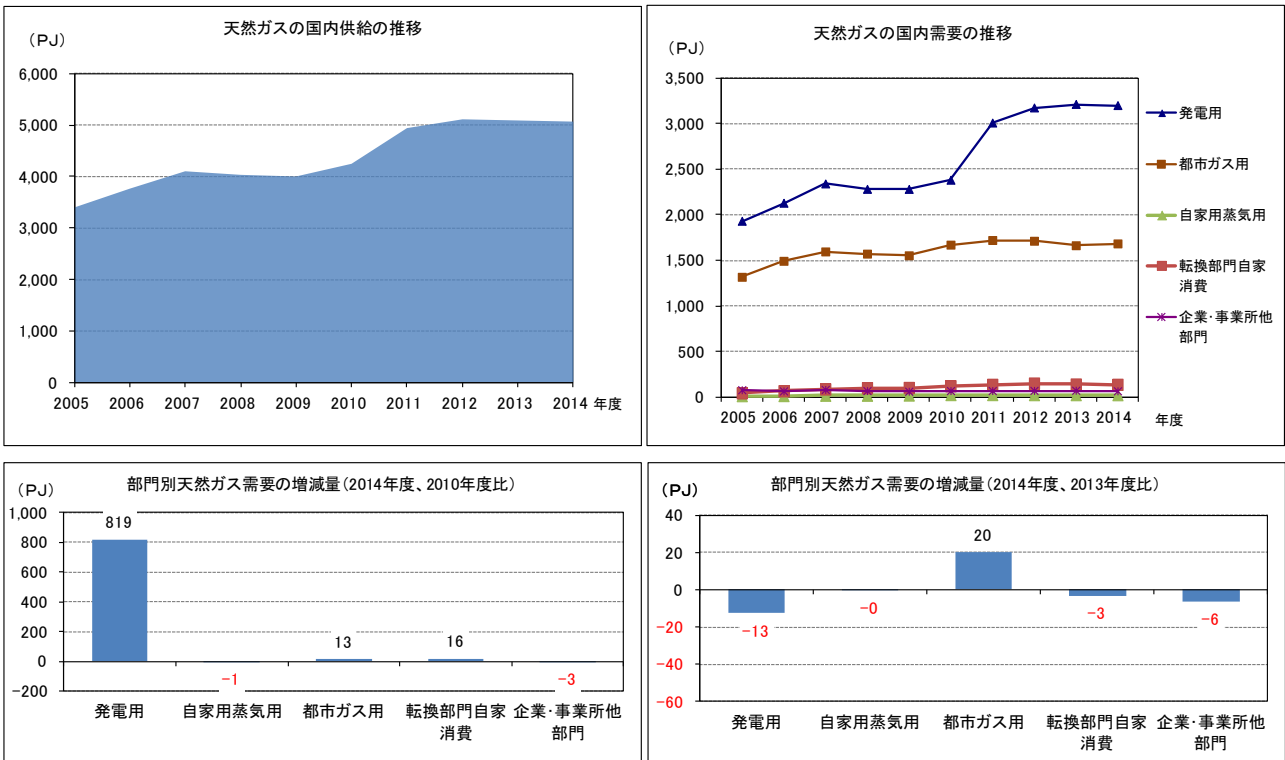 天然ガスの国内供給の推移
(PJ)
6,000
5,000
4,000
3,000
2,000
1,000
0
2005 2006 2007 2008 2009 2010 2011 2012 2013 2014 年度
天然ガスの国内需要の推移
(PJ)
3,500
3,000
2,500
2,000
1,500
1,000
500
0
2005 2006 2007 2008 2009 2010 2011 2012 2013 2014 年度
発電用
都市ガス用
自家用蒸気用
転換部門自家
消費
企業・事業所他
部門
部門別天然ガス需要の増減量(2014年度、2010年度比)
(PJ)
1,000
800
600
400
200
0
-200
819
-1
13
16
-3
発電用 自家用蒸気用 都市ガス用 転換部門自家 企業・事業所他
消費 部門
部門別天然ガス需要の増減量(2014年度、2013年度比)
(PJ)
40
20
0
-20
-40
-60
-13
-0
20
-3
-6
発電用 自家用蒸気用 都市ガス用 転換部門自家 企業・事業所他
消費 部門